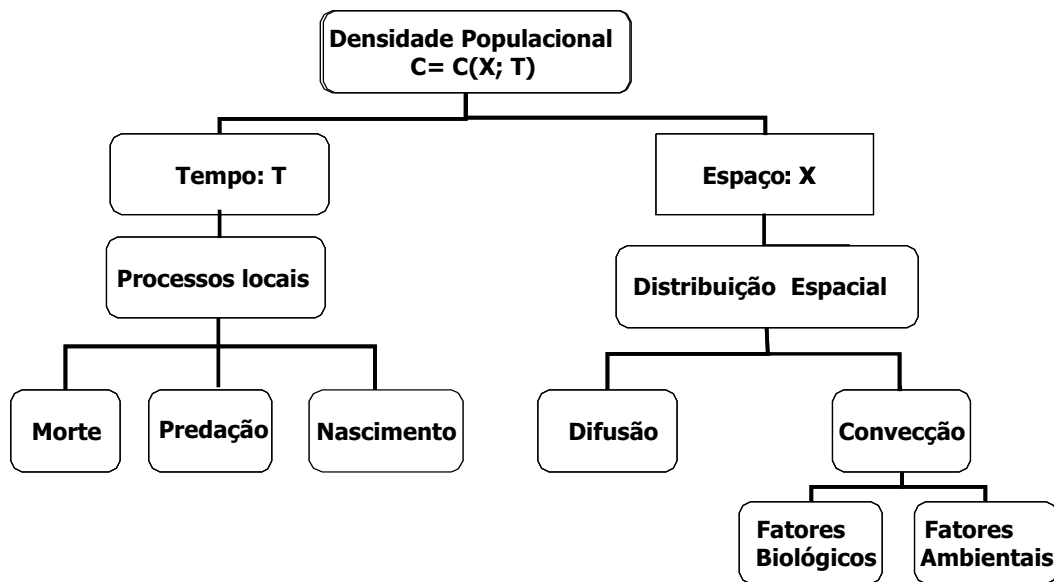 Densidade Populacional
C= C(X; T)
Tempo: T
Espaço: X
Processos locais
Distribuição Espacial
Morte
Predação
Nascimento
Difusão
Convecção
Fatores
Biológicos
Fatores
Ambientais